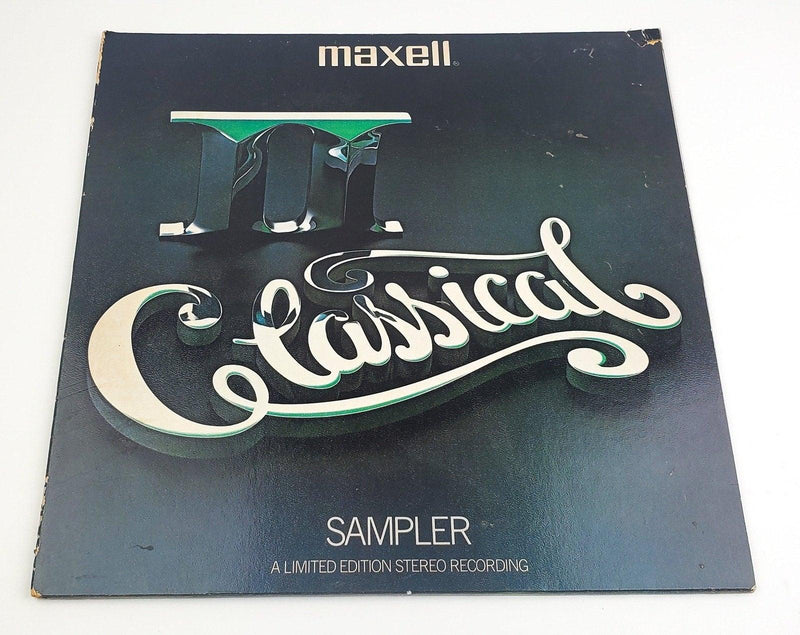 maxell®
II
Classical
SAMPLER
A LIMITED EDITION STEREO RECORDING